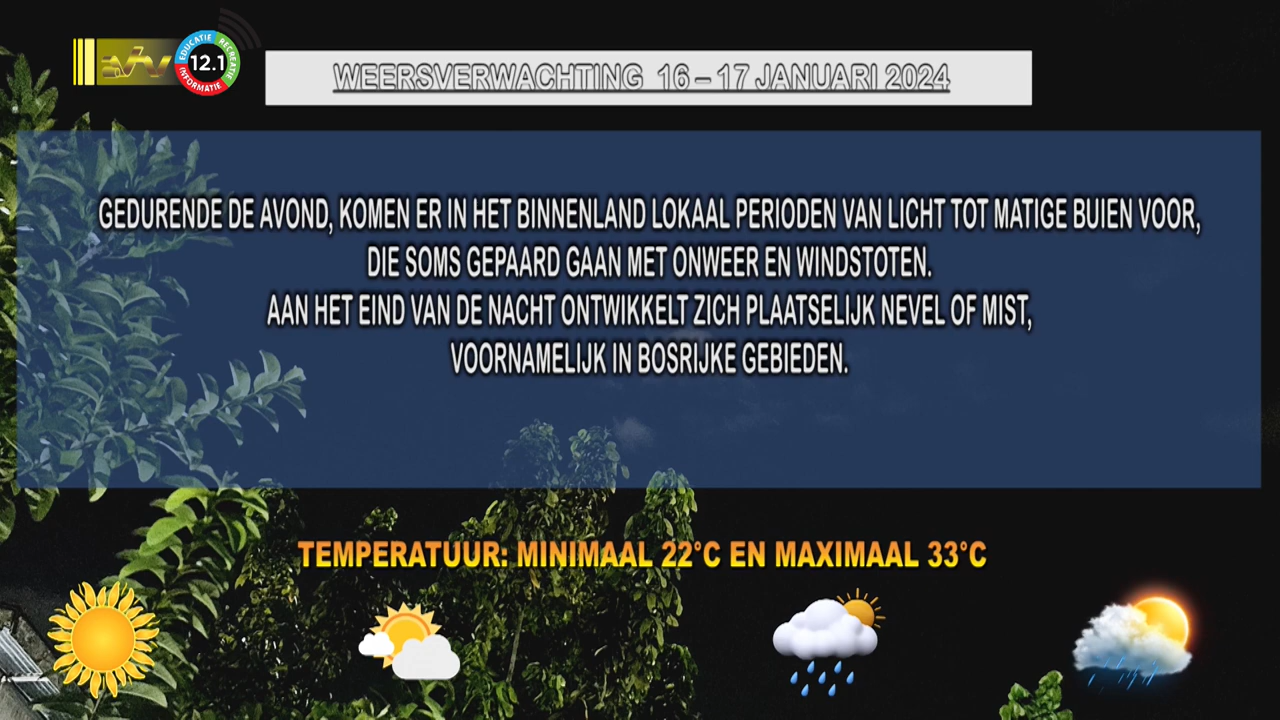 EDUCATIE
RECREATIE
INFORMATIE
12.1
WEERSVERWACHTING 16 – 17 JANUARI 2024
GEDURENDE DE AVOND, KOMEN ER IN HET BINNENLAND LOKAAL PERIODEN VAN LICHT TOT MATIGE BUIEN VOOR,
DIE SOMS GEPAARD GAAN MET ONWEER EN WINDSTOTEN.
AAN HET EIND VAN DE NACHT ONTWIKKELT ZICH PLAATSELIJK NEVEL OF MIST,
VOORNAMELIJK IN BOSRIJKE GEBIEDEN.
TEMPERATUUR: MINIMAAL 22°C EN MAXIMAAL 33°C